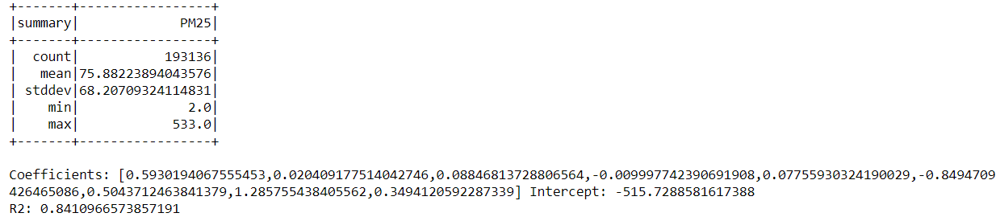 +-------+-----------------+
|summary|             PM25|
+-------+-----------------+
|  count|           193136|
|   mean|75.88223894043576|
| stddev|68.20709324114831|
|    min|              2.0|
|    max|            533.0|
+-------+-----------------+

Coefficients: [0.5930194067555453,0.020409177514042746,0.08846813728806564,-0.009997742390691908,0.07755930324190029,-0.8494709
426465086,0.5043712463841379,1.285755438405562,0.3494120592287339] Intercept: -515.7288581617388
R2: 0.8410966573857191